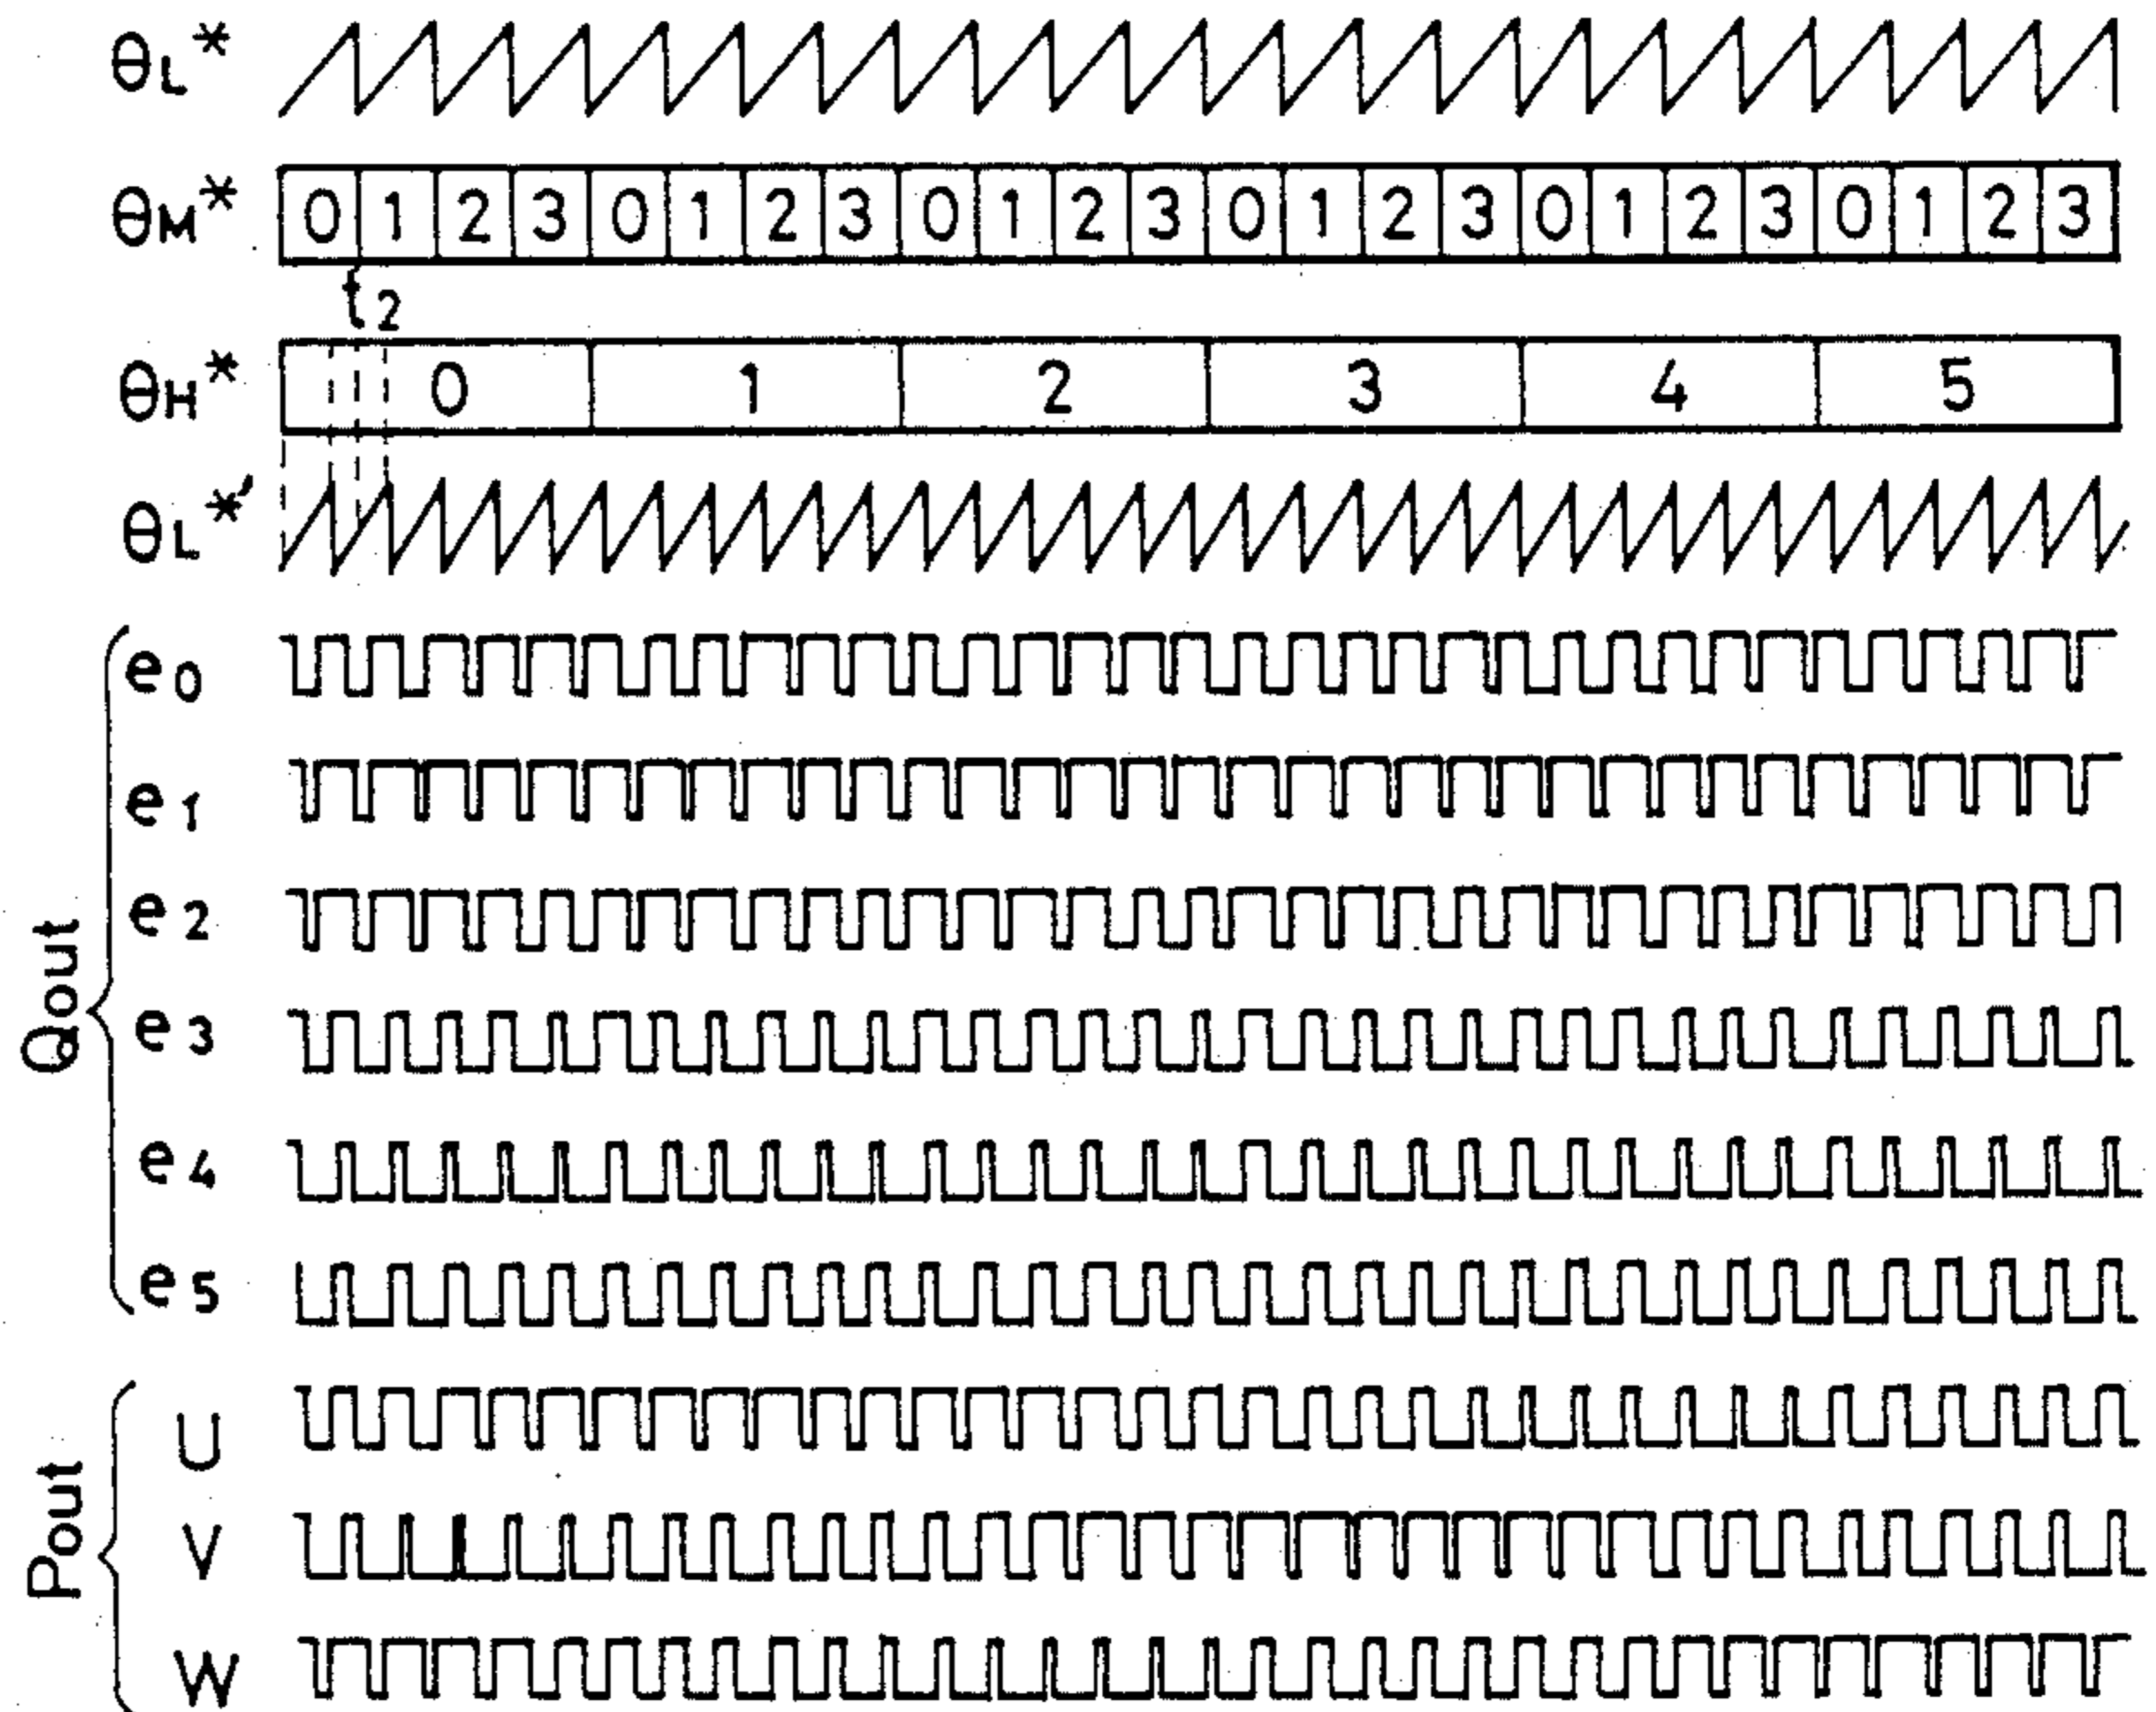 θL*
θM* 0 1 2 3 0 1 2 3 0 1 2 3 0 1 2 3 0 1 2 3 0 1 2 3
t2
θH* 0 1 2 3 4 5
θL*'
Qout
e0
e1
e2
e3
e4
e5
Pout
U
V
W